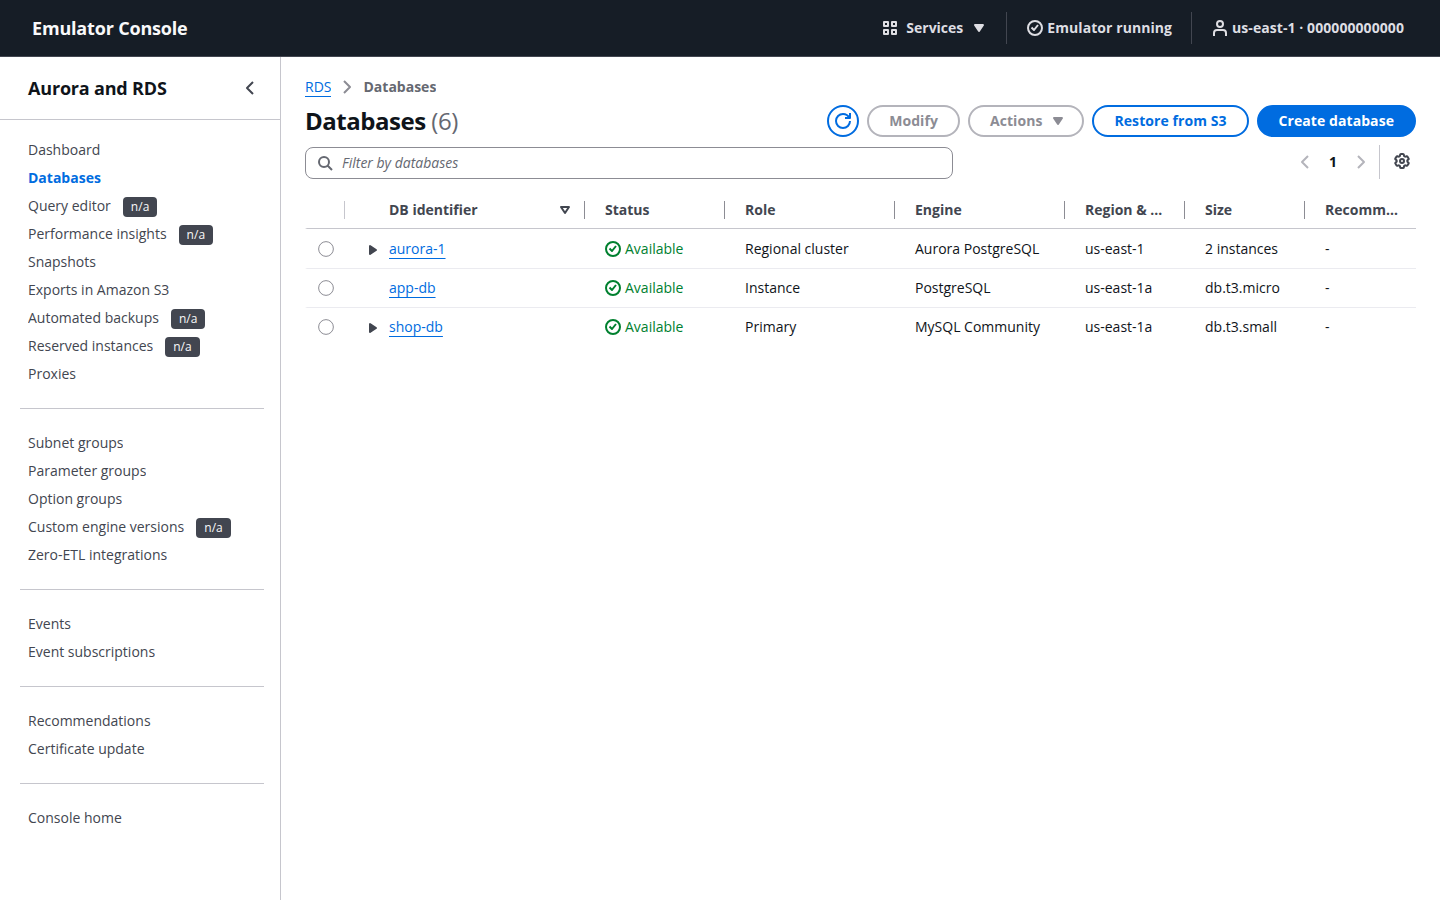 Emulator Console
Services
Emulator running
us-east-1 · 000000000000
Aurora and RDS
Dashboard
Databases
Query editor n/a
Performance insights n/a
Snapshots
Exports in Amazon S3
Automated backups n/a
Reserved instances n/a
Proxies
Subnet groups
Parameter groups
Option groups
Custom engine versions n/a
Zero-ETL integrations
Events
Event subscriptions
Recommendations
Certificate update
Console home
RDS Databases
Databases (6)
Modify
Actions
Restore from S3
Create database
Filter by databases
1
DB identifier Status Role Engine Region & ... Size Recomm...
aurora-1 Available Regional cluster Aurora PostgreSQL us-east-1 2 instances -
app-db Available Instance PostgreSQL us-east-1a db.t3.micro -
shop-db Available Primary MySQL Community us-east-1a db.t3.small -